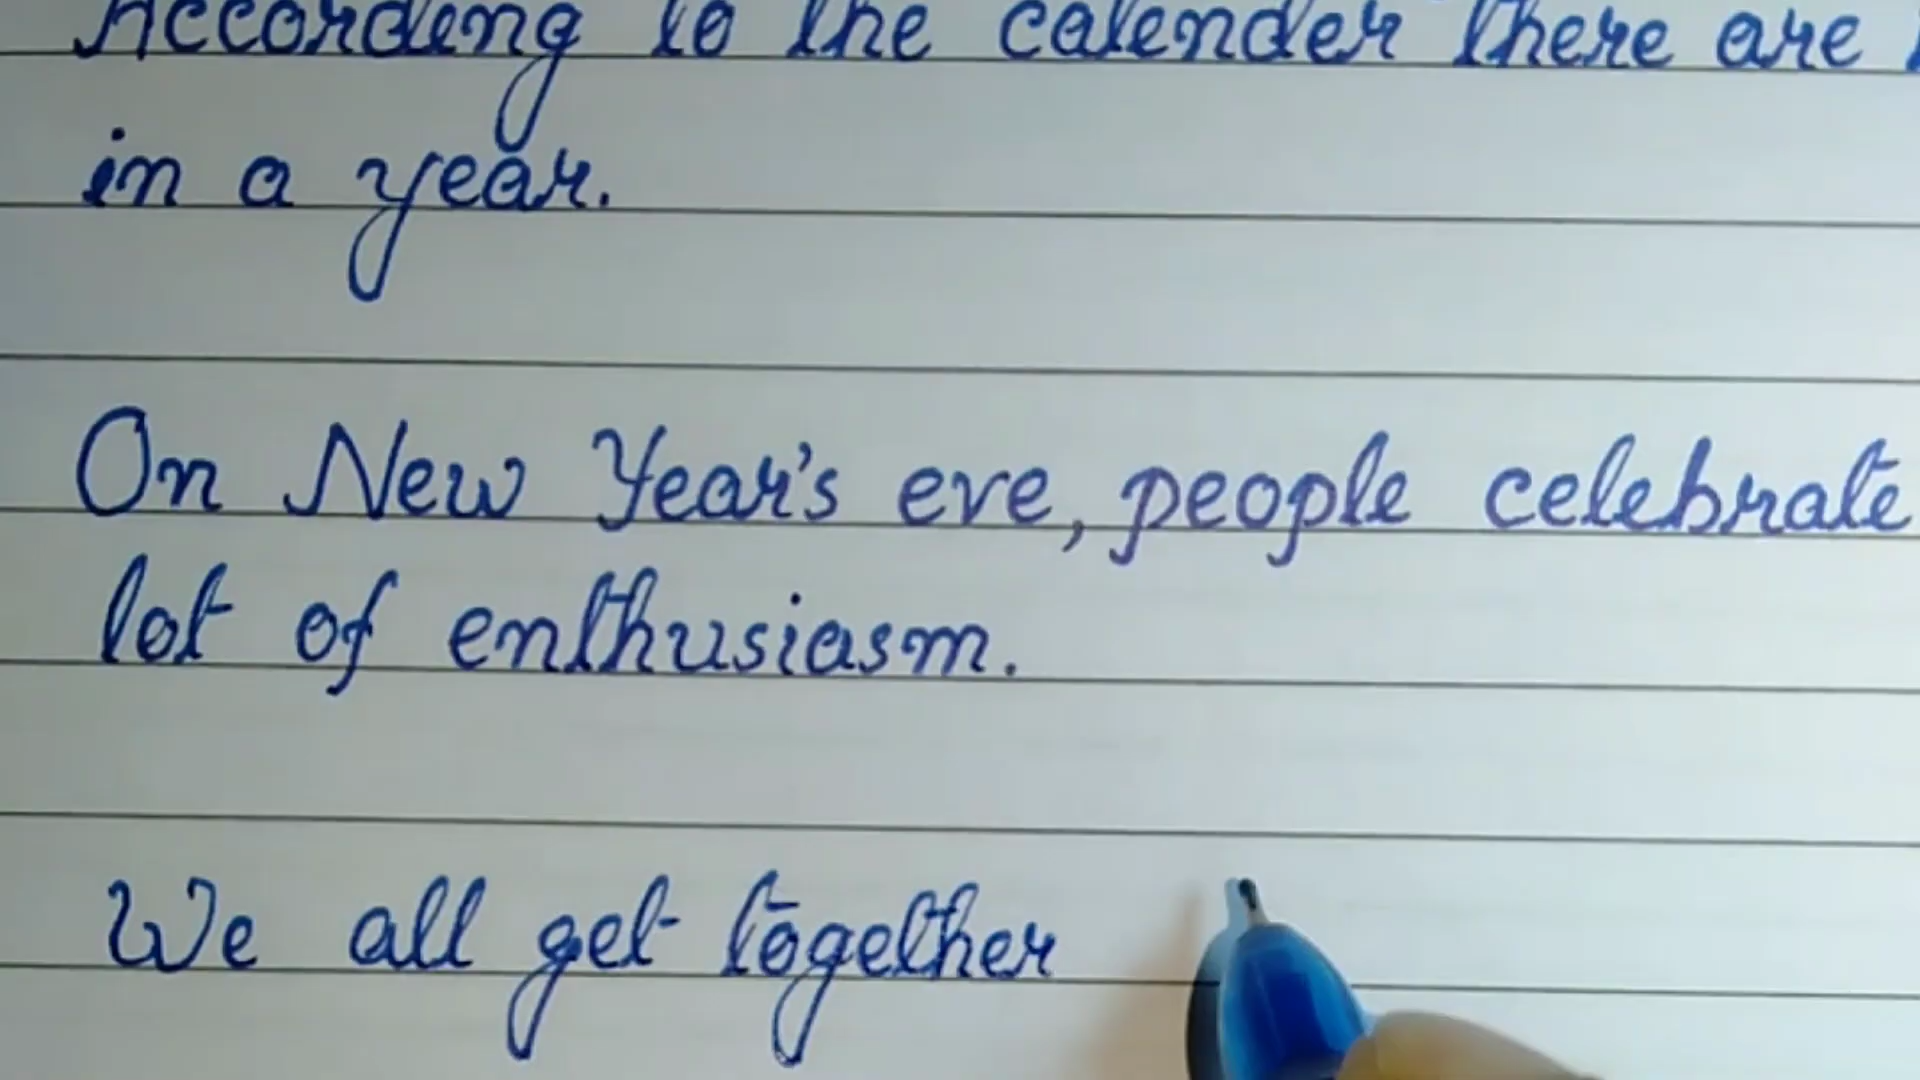 According to the calender there are
in a year.
On New Year's eve, people celebrate
lot of enthusiasm.
We all get together